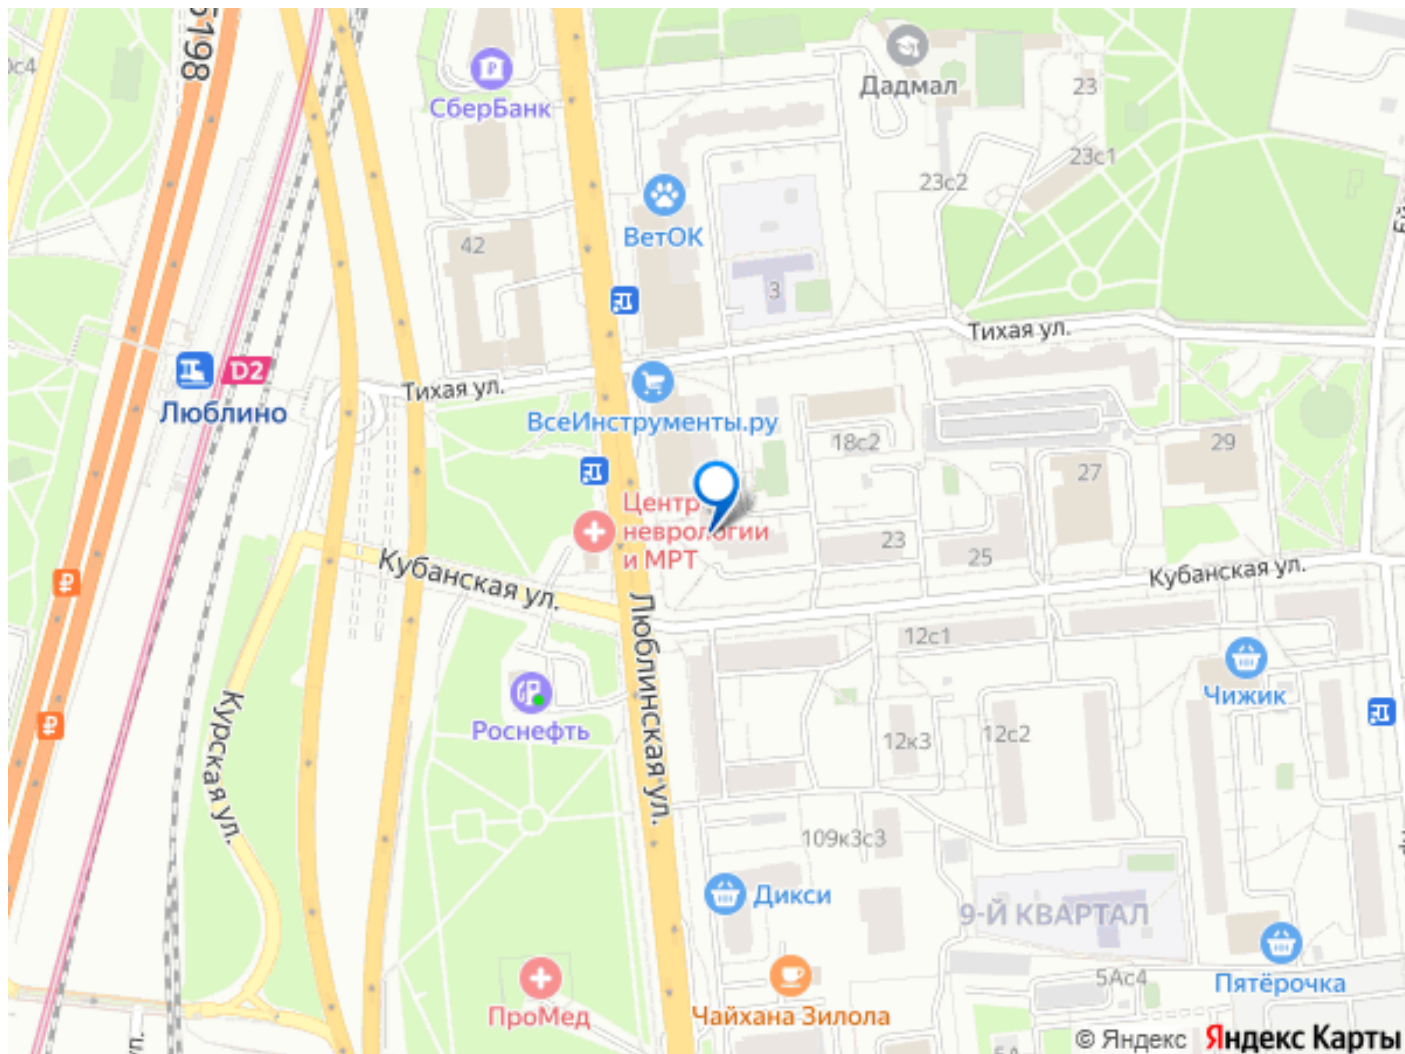 5198
0с4
СберБанк
Дадмал
23
23с1
23с2
ВетОК
42
3
Тихая ул.
D2
Люблино
Тихая ул.
ВсеИнструменты.ру
18с2
29
27
Центр
неврологии
и МРТ
23
25
Кубанская ул.
Кубанская ул.
Люблинская ул.
12с1
Чижик
Роснефть
Курская ул.
12к3
12с2
109к3с3
Дикси
9-Й КВАРТАЛ
Пятёрочка
5Ас4
ПроМед
Чайхана Зилола
ул.
© Яндекс Яндекс Карты